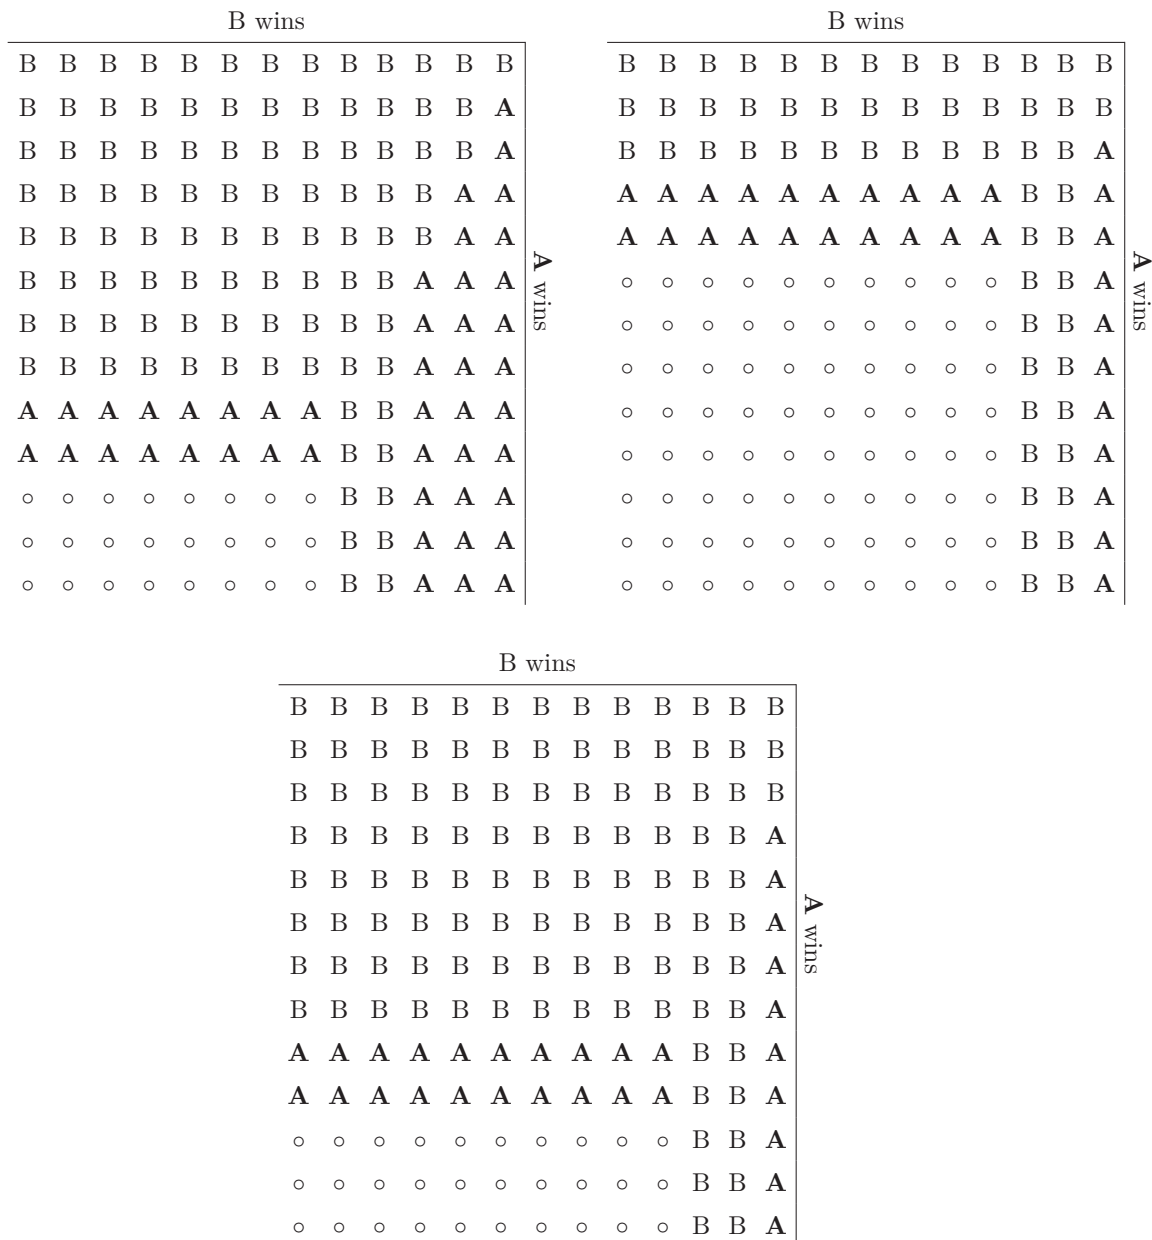 B wins
B B B B B B B B B B B B B
B B B B B B B B B B B B A
B B B B B B B B B B B B A
B B B B B B B B B B B A A
B B B B B B B B B B B A A
B B B B B B B B B B A A A
B B B B B B B B B B A A A
B B B B B B B B B B A A A
A A A A A A A A B B A A A
A A A A A A A A B B A A A
○ ○ ○ ○ ○ ○ ○ ○ B B A A A
○ ○ ○ ○ ○ ○ ○ ○ B B A A A
○ ○ ○ ○ ○ ○ ○ ○ B B A A A
A wins
B wins
B B B B B B B B B B B B B
B B B B B B B B B B B B B
B B B B B B B B B B B B A
A A A A A A A A A A B B A
A A A A A A A A A A B B A
○ ○ ○ ○ ○ ○ ○ ○ ○ ○ B B A
○ ○ ○ ○ ○ ○ ○ ○ ○ ○ B B A
○ ○ ○ ○ ○ ○ ○ ○ ○ ○ B B A
○ ○ ○ ○ ○ ○ ○ ○ ○ ○ B B A
○ ○ ○ ○ ○ ○ ○ ○ ○ ○ B B A
○ ○ ○ ○ ○ ○ ○ ○ ○ ○ B B A
○ ○ ○ ○ ○ ○ ○ ○ ○ ○ B B A
○ ○ ○ ○ ○ ○ ○ ○ ○ ○ B B A
A wins
B wins
B B B B B B B B B B B B B
B B B B B B B B B B B B B
B B B B B B B B B B B B B
B B B B B B B B B B B B A
B B B B B B B B B B B B A
B B B B B B B B B B B B A
B B B B B B B B B B B B A
B B B B B B B B B B B B A
A A A A A A A A A A B B A
A A A A A A A A A A B B A
○ ○ ○ ○ ○ ○ ○ ○ ○ ○ B B A
○ ○ ○ ○ ○ ○ ○ ○ ○ ○ B B A
○ ○ ○ ○ ○ ○ ○ ○ ○ ○ B B A
A wins